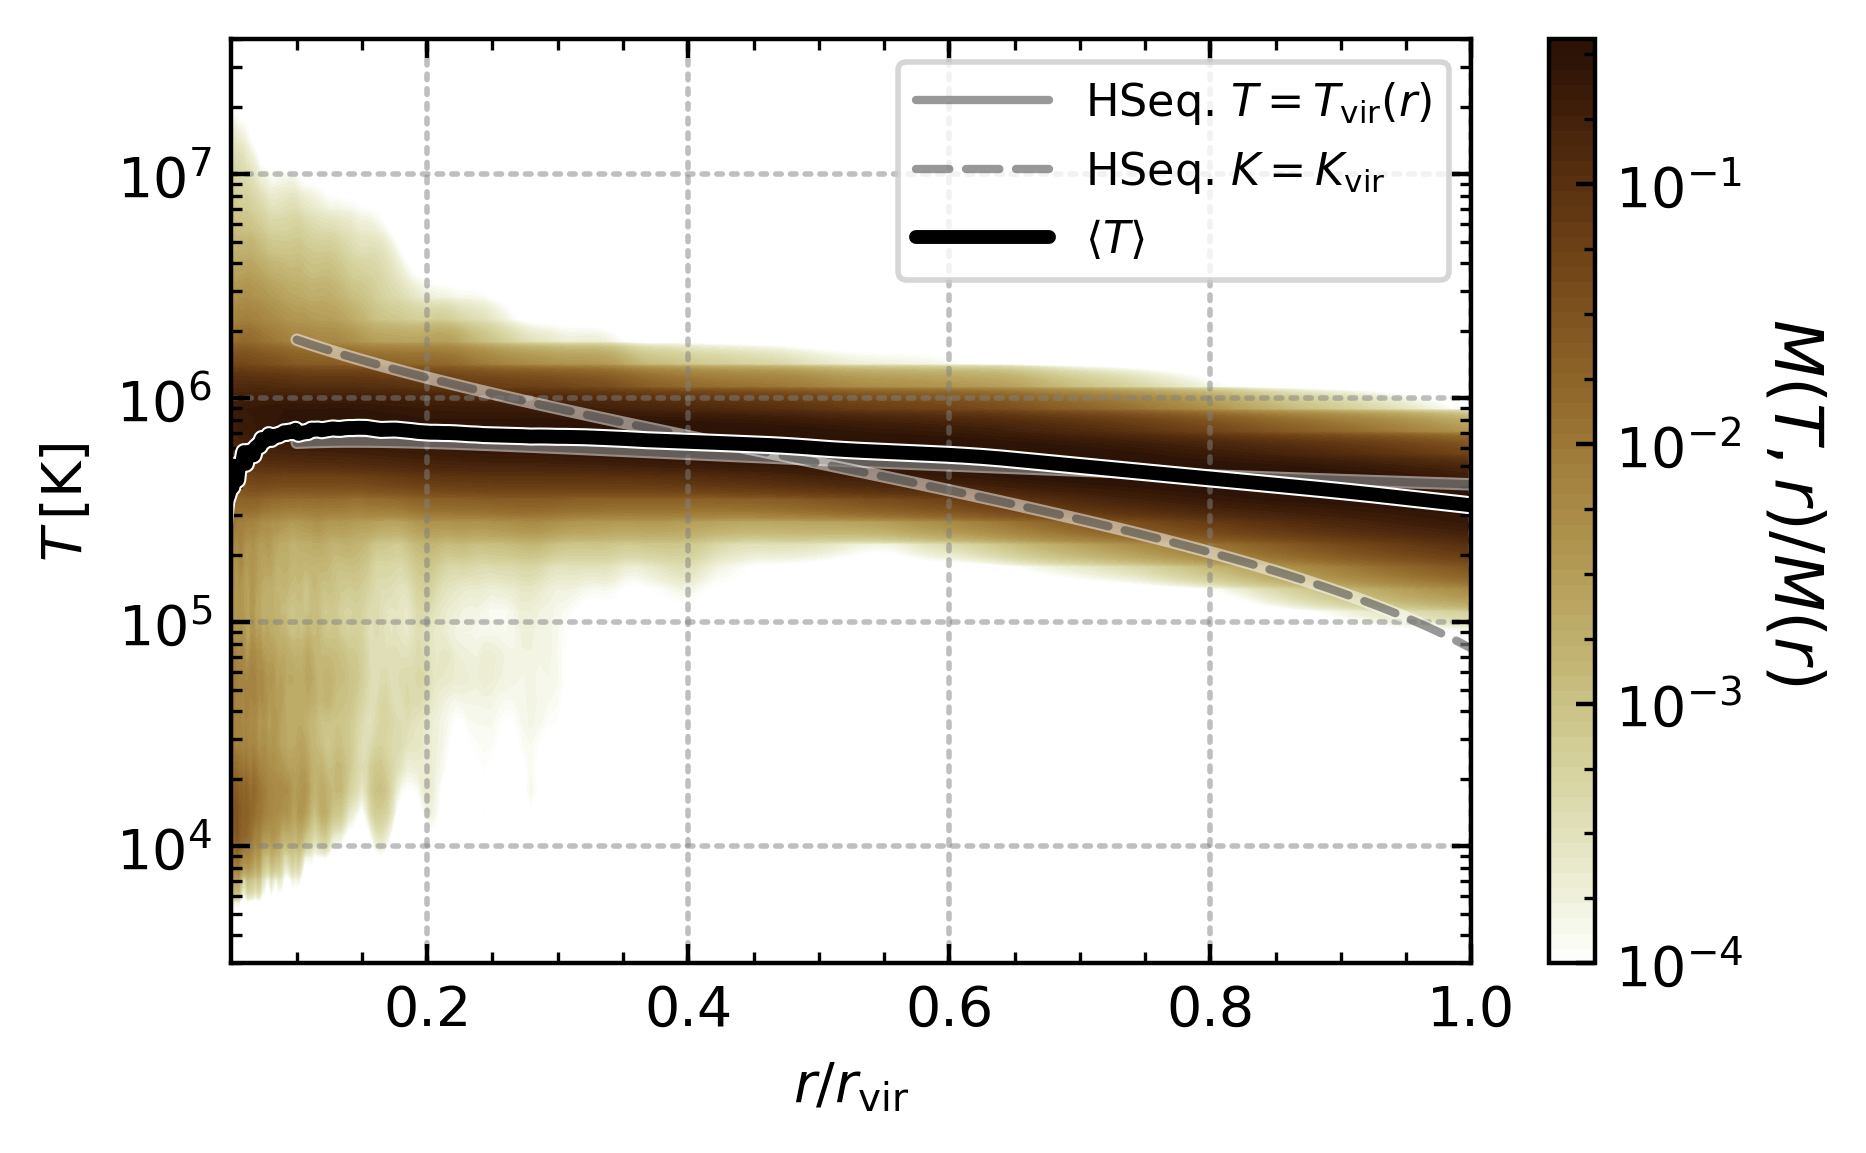 HSeq. T = T_vir(r)
HSeq. K = K_vir
⟨T⟩
T [K]
10^7
10^6
10^5
10^4
0.2 0.4 0.6 0.8 1.0
r/r_vir
10^−1
10^−2
10^−3
10^−4
M(T, r)/M(r)